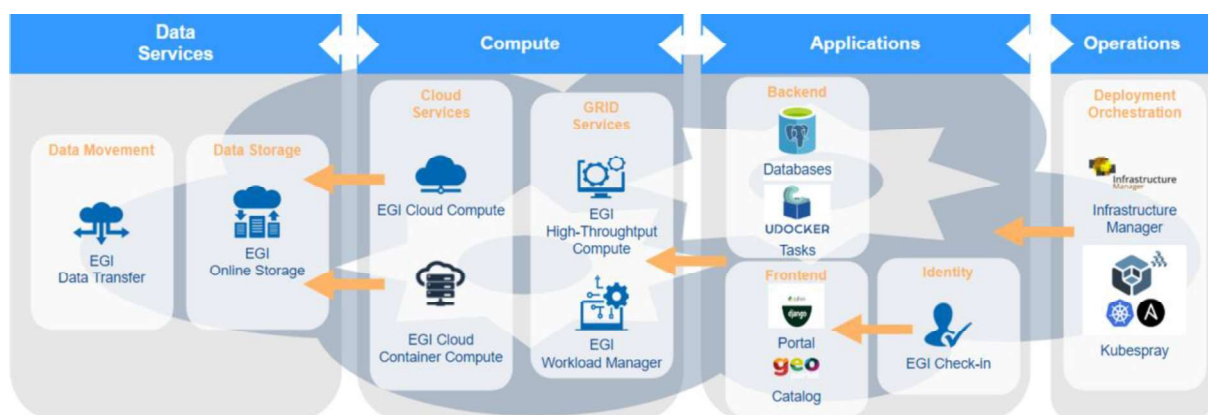 Data
Services
Compute
Applications
Operations
Data Movement
EGI
Data Transfer
Data Storage
EGI
Online Storage
Cloud
Services
EGI Cloud Compute
EGI Cloud
Container Compute
GRID
Services
EGI
High-Throughtput
Compute
EGI
Workload Manager
Backend
Databases
UDOCKER
Tasks
Frontend
django
Portal
geo
Catalog
Identity
EGI Check-in
Deployment
Orchestration
Infrastructure
Manager
Infrastructure
Manager
A
Kubespray